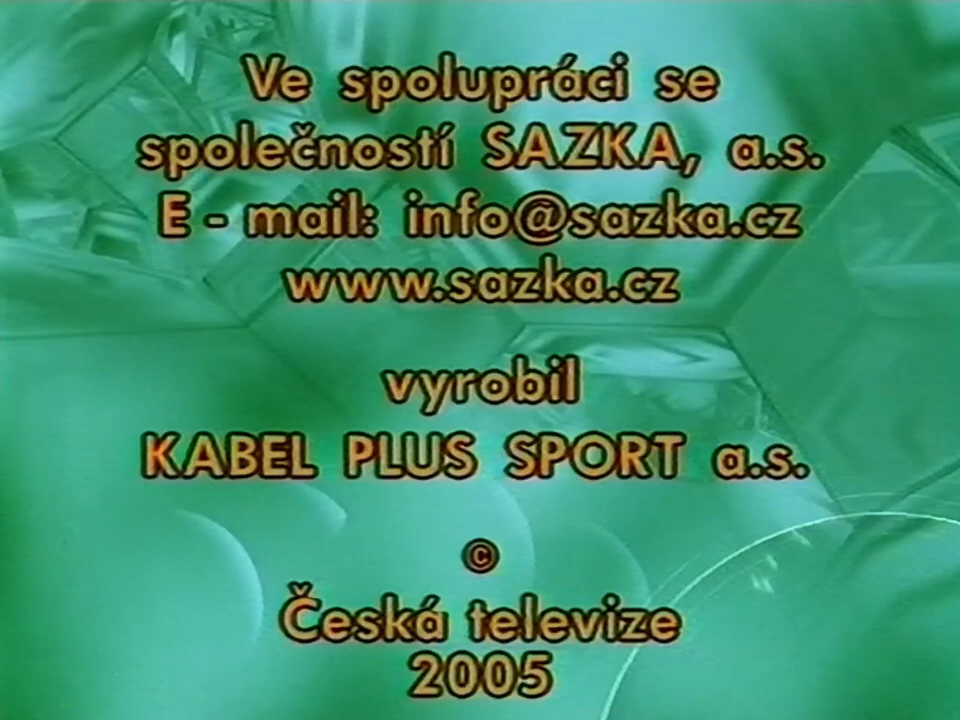 Ve spolupráci se
společností SAZKA, a.s.
E - mail: info@sazka.cz
www.sazka.cz
vyrobil
KABEL PLUS SPORT a.s.
©
Česká televize
2005